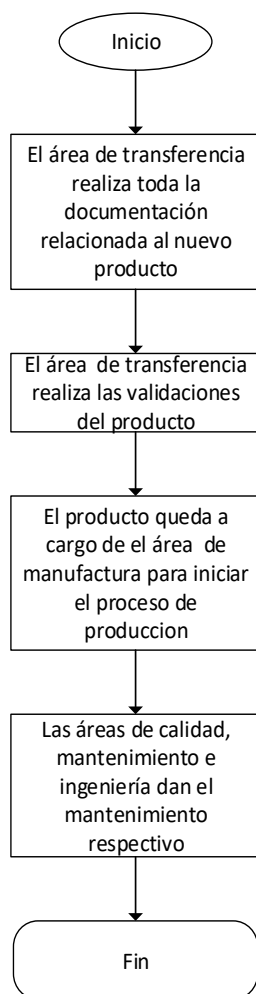 Inicio
El área de transferencia
realiza toda la
documentación
relacionada al nuevo
producto
El área  de transferencia
realiza las validaciones
del producto
El producto queda a
cargo de el área  de
manufactura para iniciar
el proceso de
produccion
Las áreas de calidad,
mantenimiento e
ingeniería dan el
mantenimiento
respectivo
Fin